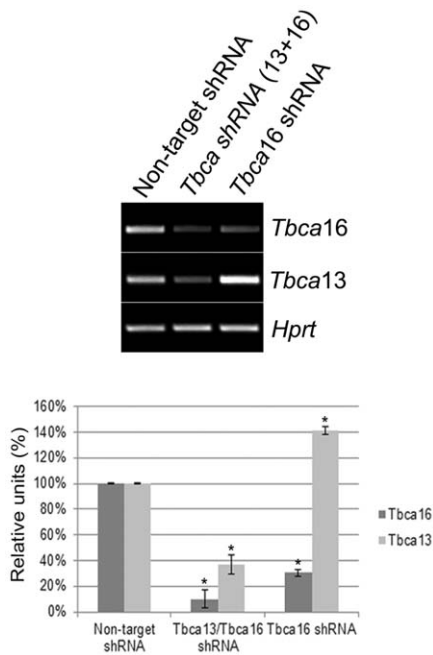 Non-target shRNA
Tbca shRNA (13+16)
Tbca16 shRNA
Tbca16
Tbca13
Hprt
Relative units (%)
160%
140%
120%
100%
80%
60%
40%
20%
0%
*
*
*
*
Non-target
shRNA
Tbca13/Tbca16
shRNA
Tbca16 shRNA
Tbca16
Tbca13